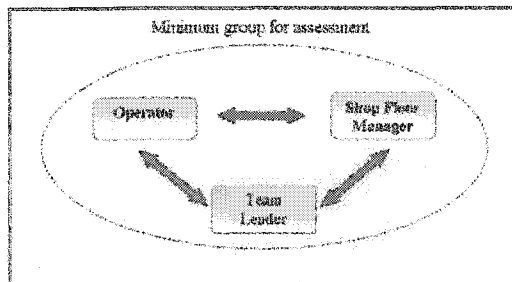 Minimum group for assessment
Operator
Shop Floor
Manager
Team
Leader